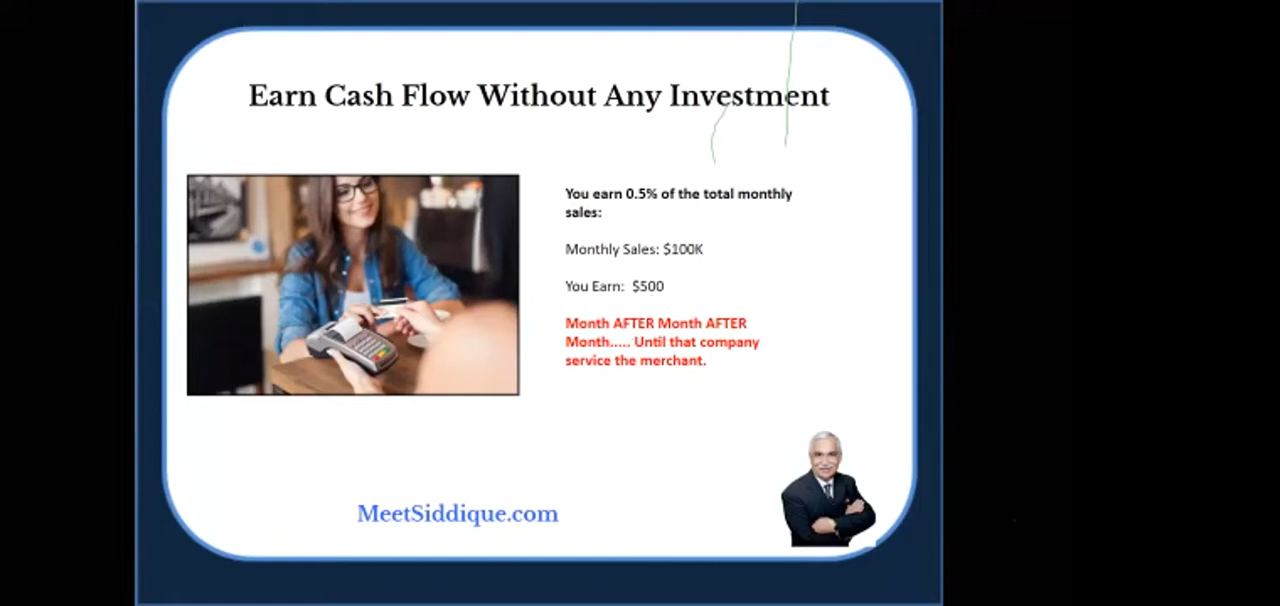 Earn Cash Flow Without Any Investment
You earn 0.5% of the total monthly
sales:
Monthly Sales: $100K
You Earn: $500
Month AFTER Month AFTER
Month..... Until that company
service the merchant.
MeetSiddique.com